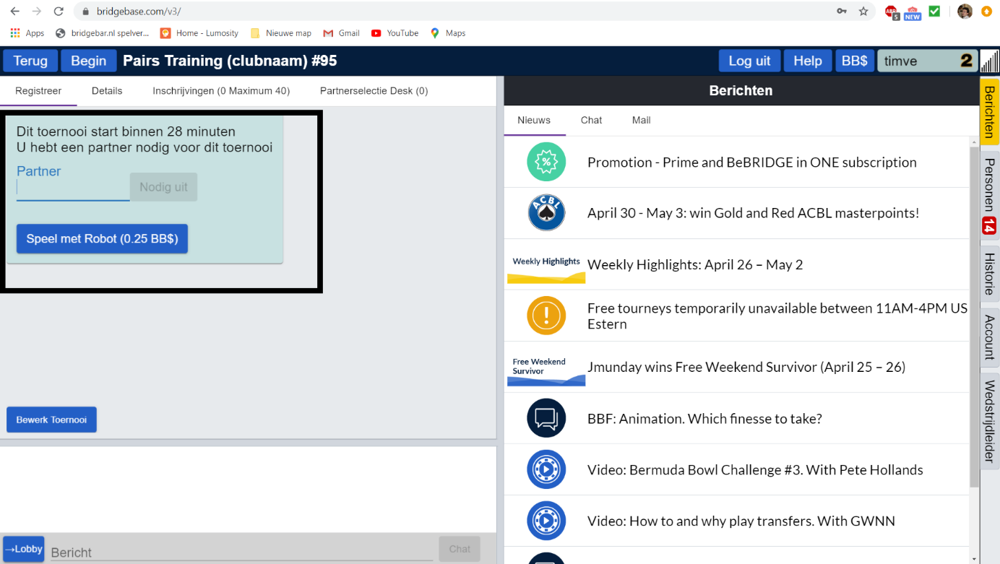 bridgebase.com/v3/
ABP
5
NEW
Apps
bridgebar.nl spelver...
Home - Lumosity
Nieuwe map
Gmail
YouTube
Maps
Terug
Begin
Pairs Training (clubnaam) #95
Log uit
Help
BB$
timve
2
Registreer
Details
Inschrijvingen (0 Maximum 40)
Partnerselectie Desk (0)
Dit toernooi start binnen 28 minuten
U hebt een partner nodig voor dit toernooi
Partner
Nodig uit
Speel met Robot (0.25 BB$)
Bewerk Toernooi
→Lobby
Bericht
Chat
Berichten
Nieuws
Chat
Mail
Promotion - Prime and BeBRIDGE in ONE subscription
ACBL
April 30 - May 3: win Gold and Red ACBL masterpoints!
Weekly Highlights
Weekly Highlights: April 26 – May 2
Free tourneys temporarily unavailable between 11AM-4PM US
Estern
Free Weekend
Survivor
Jmunday wins Free Weekend Survivor (April 25 – 26)
BBF: Animation. Which finesse to take?
Video: Bermuda Bowl Challenge #3. With Pete Hollands
Video: How to and why play transfers. With GWNN
Berichten
Personen 14
Historie
Account
Wedstrijdleider